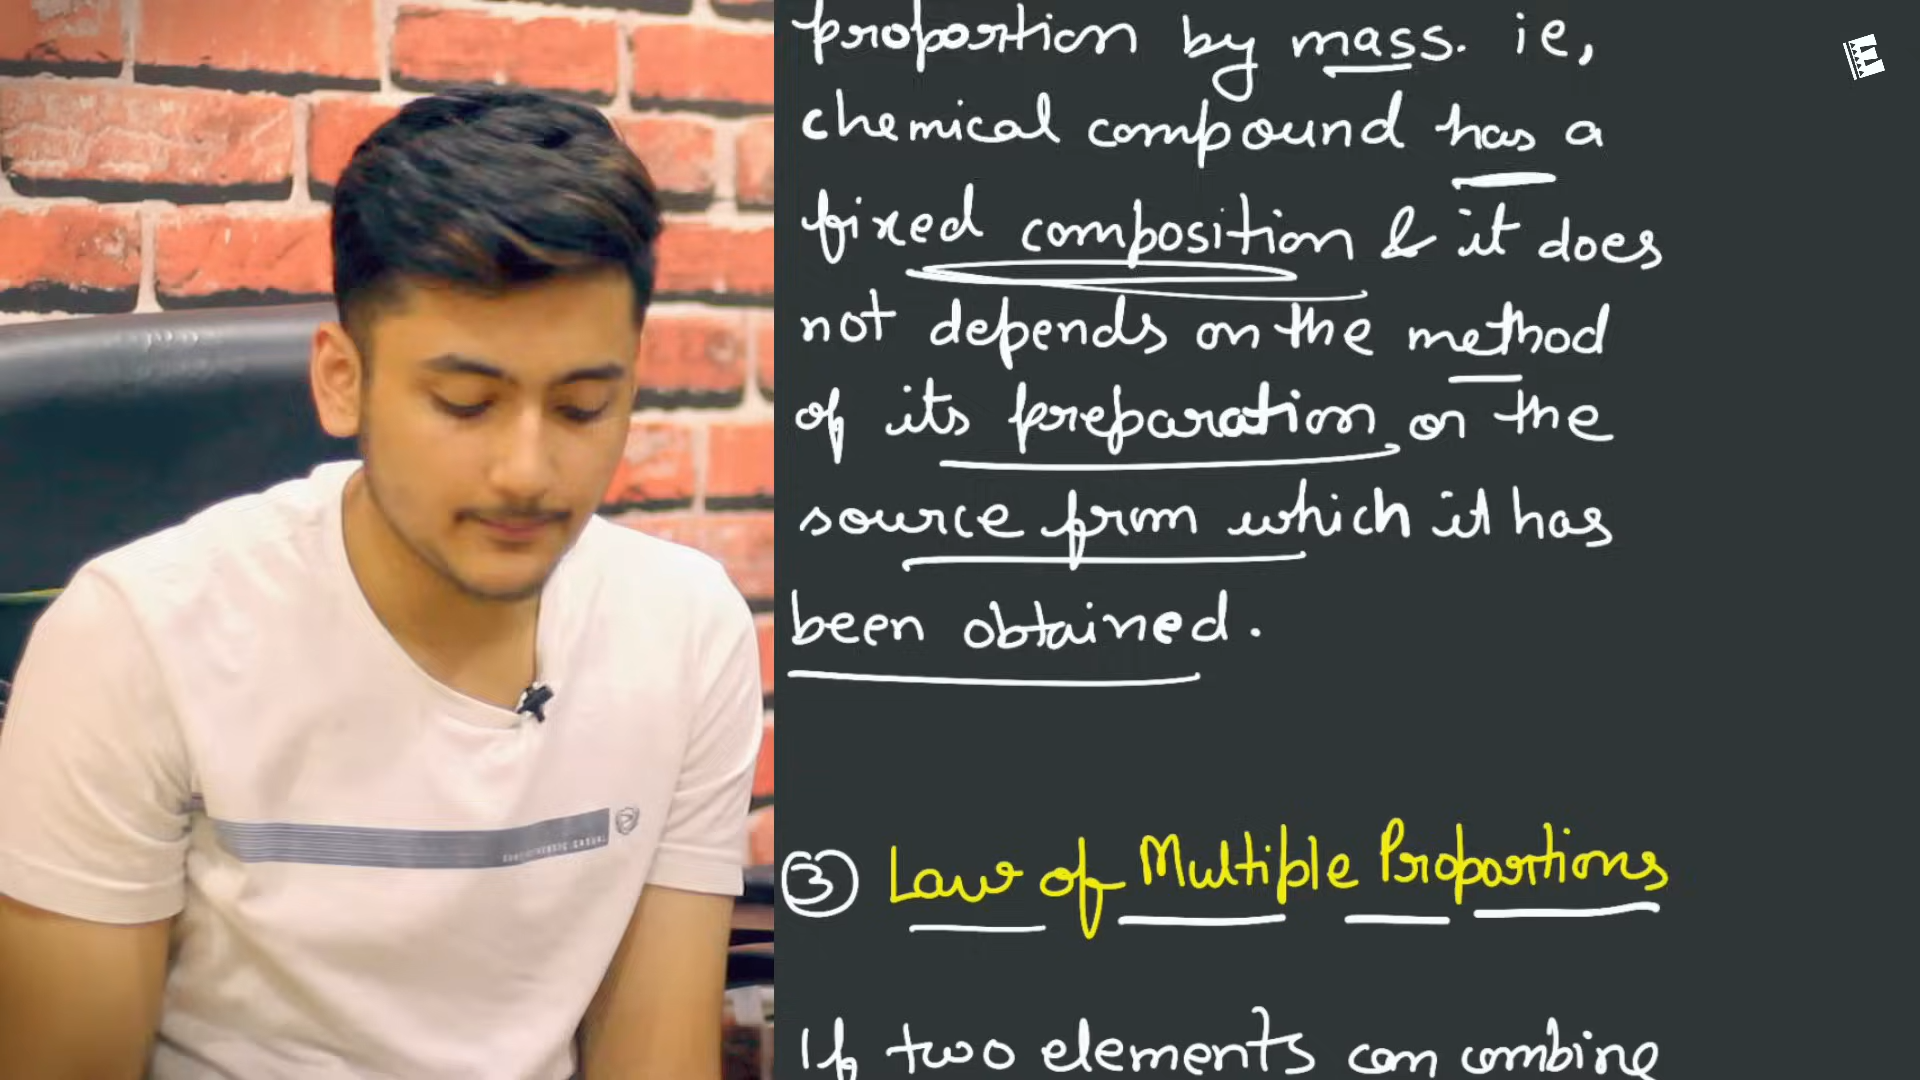 proportion by mass. ie,
chemical compound has a
fixed composition & it does
not depends on the method
of its preparation or the
source from which it has
been obtained.
3 Law of Multiple Proportions
If two elements can combine
E